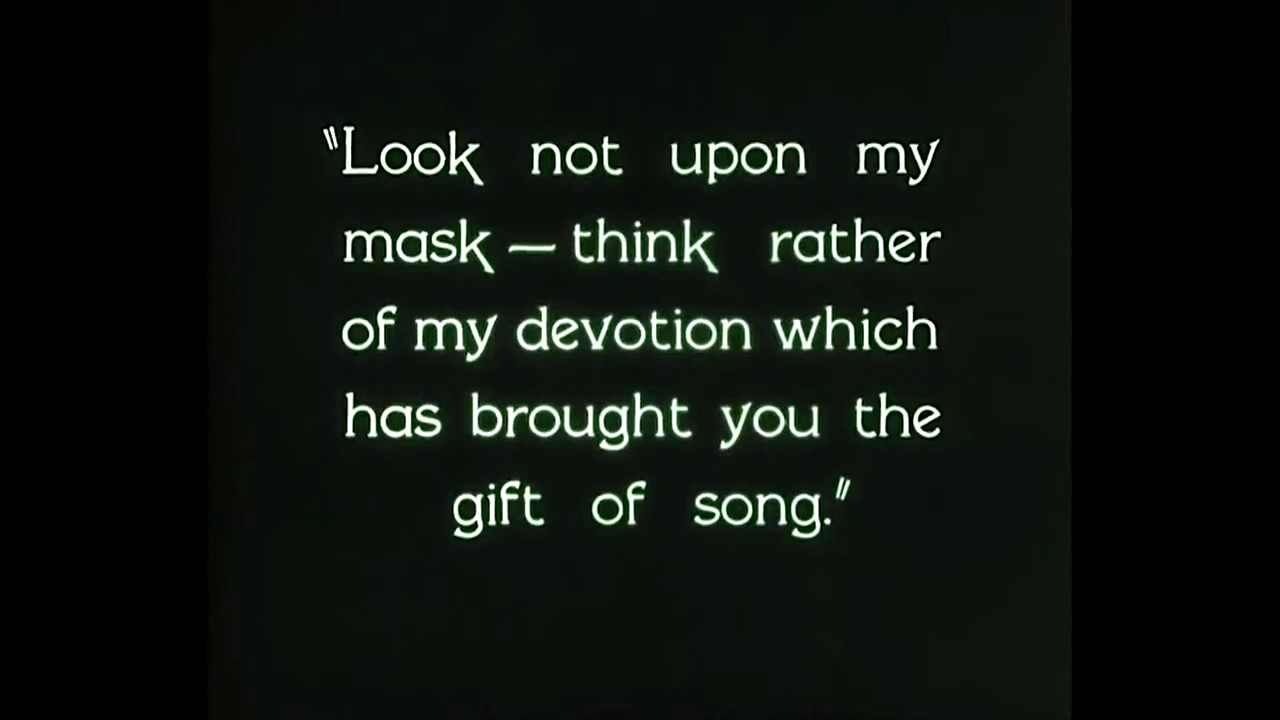 "Look not upon my
mask — think rather
of my devotion which
has brought you the
gift of song."